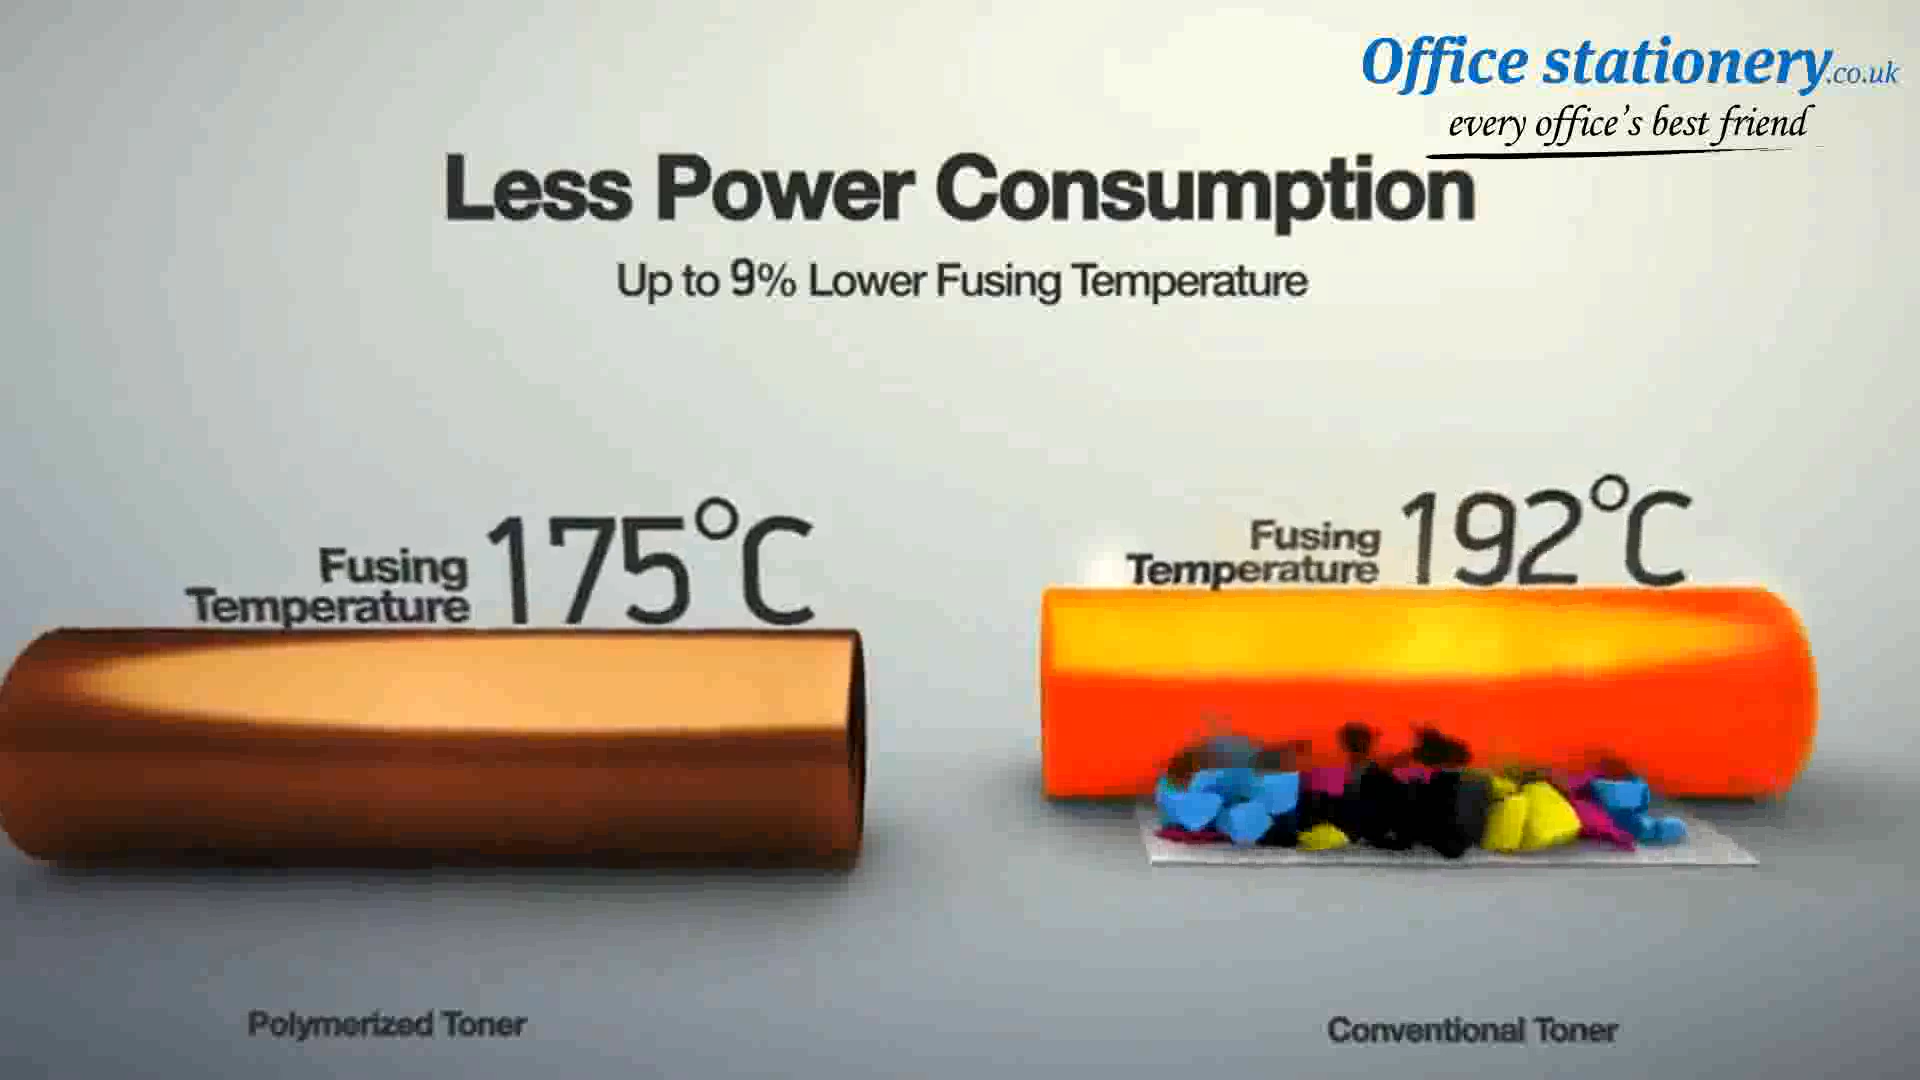 Office stationery.co.uk
every office's best friend
Less Power Consumption
Up to 9% Lower Fusing Temperature
Fusing
Temperature 175°C
Fusing
Temperature 192°C
Polymerized Toner
Conventional Toner